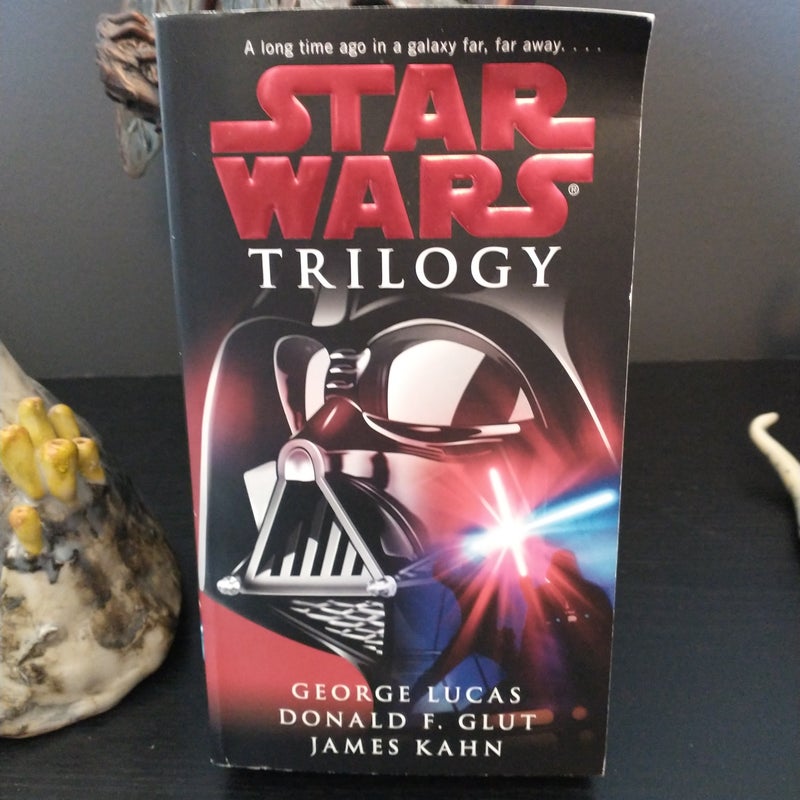 A long time ago in a galaxy far, far away. . . .
STAR
WARS®
TRILOGY
GEORGE LUCAS
DONALD F. GLUT
JAMES KAHN